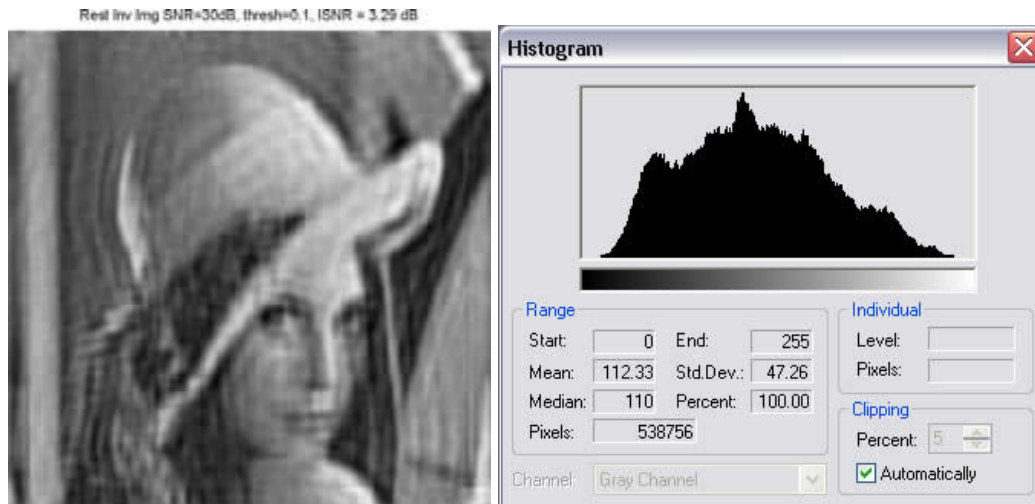 Rest Inv Img SNR=30dB, thresh=0.1, ISNR = 3.29 dB
Histogram
Range
Start: 0 End: 255
Mean: 112.33 Std.Dev.: 47.26
Median: 110 Percent: 100.00
Pixels: 538756
Individual
Level:
Pixels:
Clipping
Percent: 5
Automatically
Channel: Gray Channel